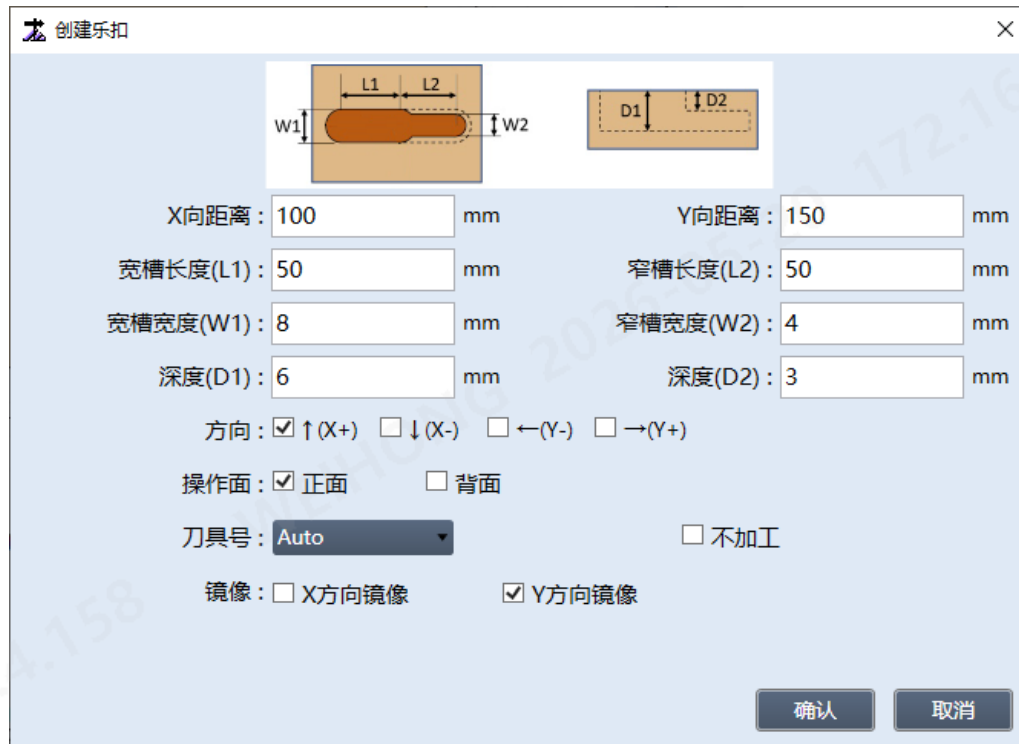 创建乐扣
L1 L2
W1 W2 D1 D2
X向距离 : 100 mm Y向距离 : 150 mm
宽槽长度(L1) : 50 mm 窄槽长度(L2) : 50 mm
宽槽宽度(W1) : 8 mm 窄槽宽度(W2) : 4 mm
深度(D1) : 6 mm 深度(D2) : 3 mm
方向 : ↑(X+) ↓(X-) ←(Y-) →(Y+)
操作面 : 正面 背面
刀具号 : Auto 不加工
镜像 : X方向镜像 Y方向镜像
确认 取消